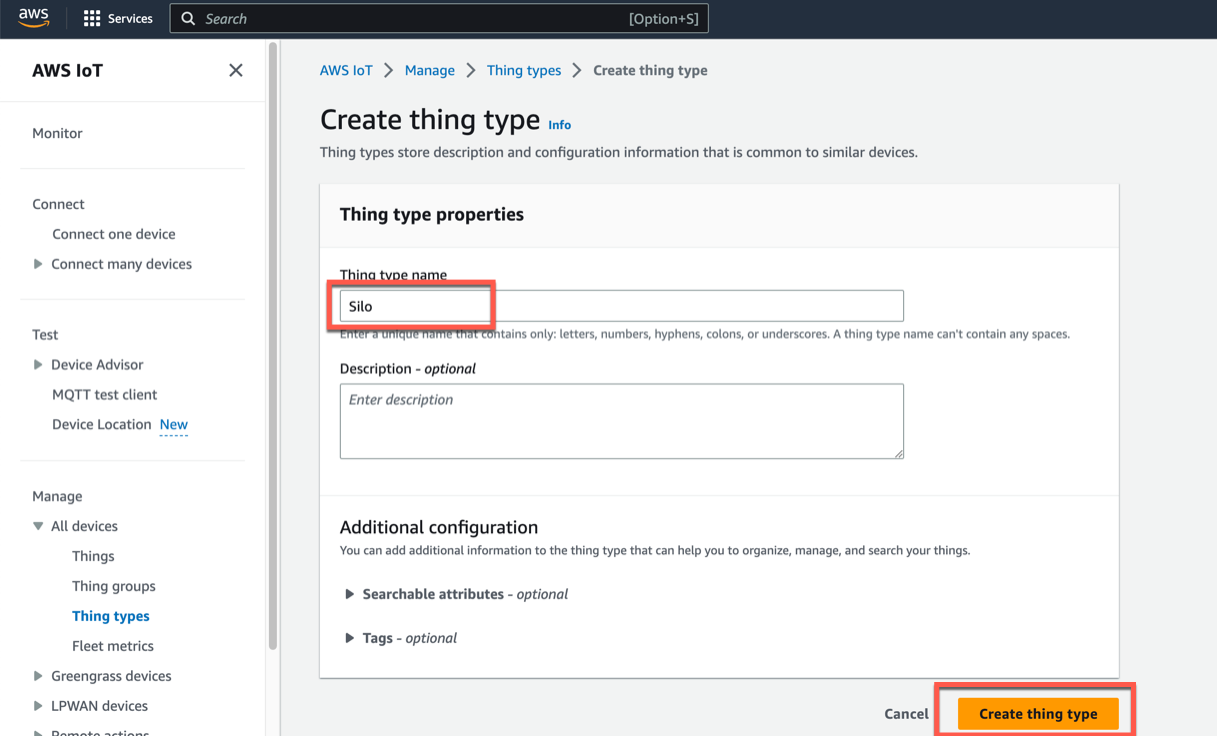 aws
Services
Search
[Option+S]
AWS IoT
Monitor
Connect
Connect one device
Connect many devices
Test
Device Advisor
MQTT test client
Device Location New
Manage
All devices
Things
Thing groups
Thing types
Fleet metrics
Greengrass devices
LPWAN devices
Remote actions
AWS IoT
Manage
Thing types
Create thing type
Create thing type Info
Thing types store description and configuration information that is common to similar devices.
Thing type properties
Thing type name
Silo
Enter a unique name that contains only: letters, numbers, hyphens, colons, or underscores. A thing type name can't contain any spaces.
Description - optional
Enter description
Additional configuration
You can add additional information to the thing type that can help you to organize, manage, and search your things.
Searchable attributes - optional
Tags - optional
Cancel
Create thing type